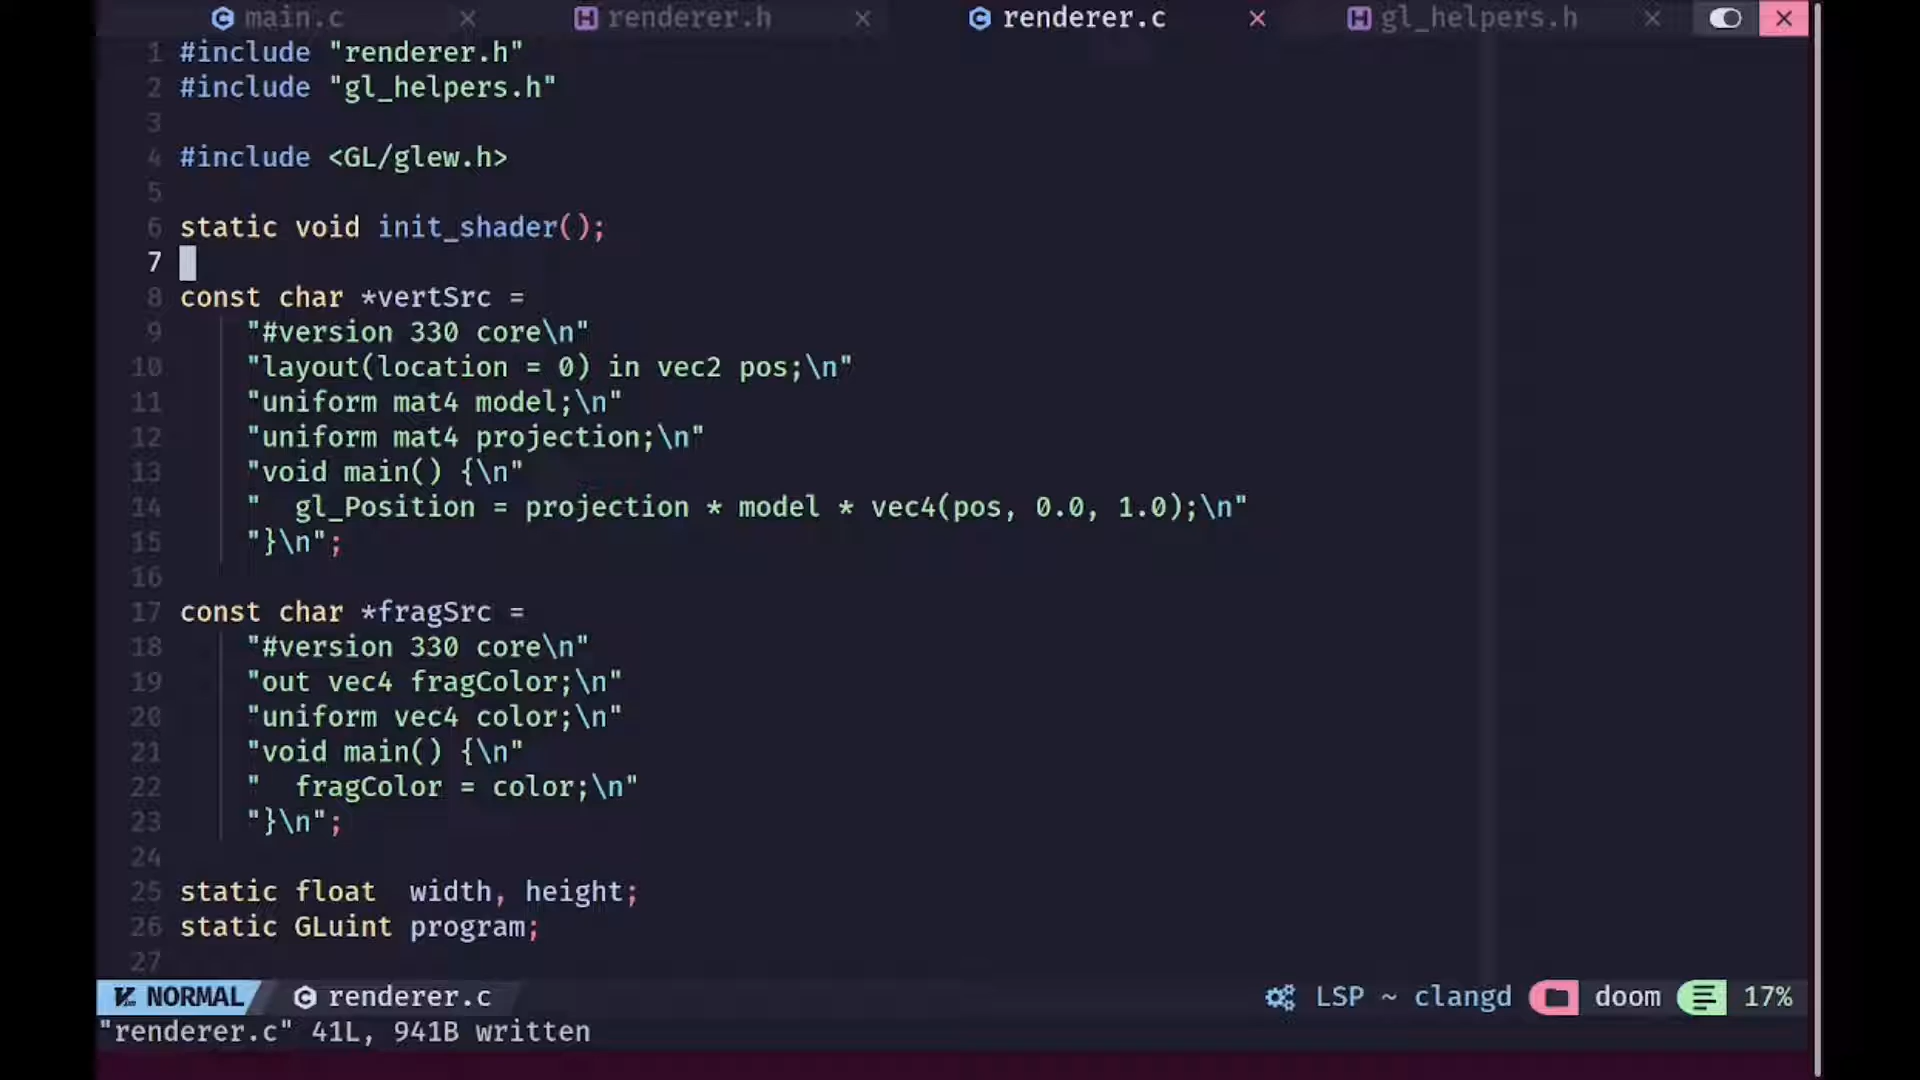 main.c × renderer.h × renderer.c × gl_helpers.h ×
1 #include "renderer.h"
2 #include "gl_helpers.h"
3
4 #include <GL/glew.h>
5
6 static void init_shader();
7
8 const char *vertSrc =
9     "#version 330 core\n"
10     "layout(location = 0) in vec2 pos;\n"
11     "uniform mat4 model;\n"
12     "uniform mat4 projection;\n"
13     "void main() {\n"
14     "  gl_Position = projection * model * vec4(pos, 0.0, 1.0);\n"
15     "}\n";
16
17 const char *fragSrc =
18     "#version 330 core\n"
19     "out vec4 fragColor;\n"
20     "uniform vec4 color;\n"
21     "void main() {\n"
22     "  fragColor = color;\n"
23     "}\n";
24
25 static float  width, height;
26 static GLuint program;
27
NORMAL renderer.c LSP ~ clangd doom 17%
"renderer.c" 41L, 941B written